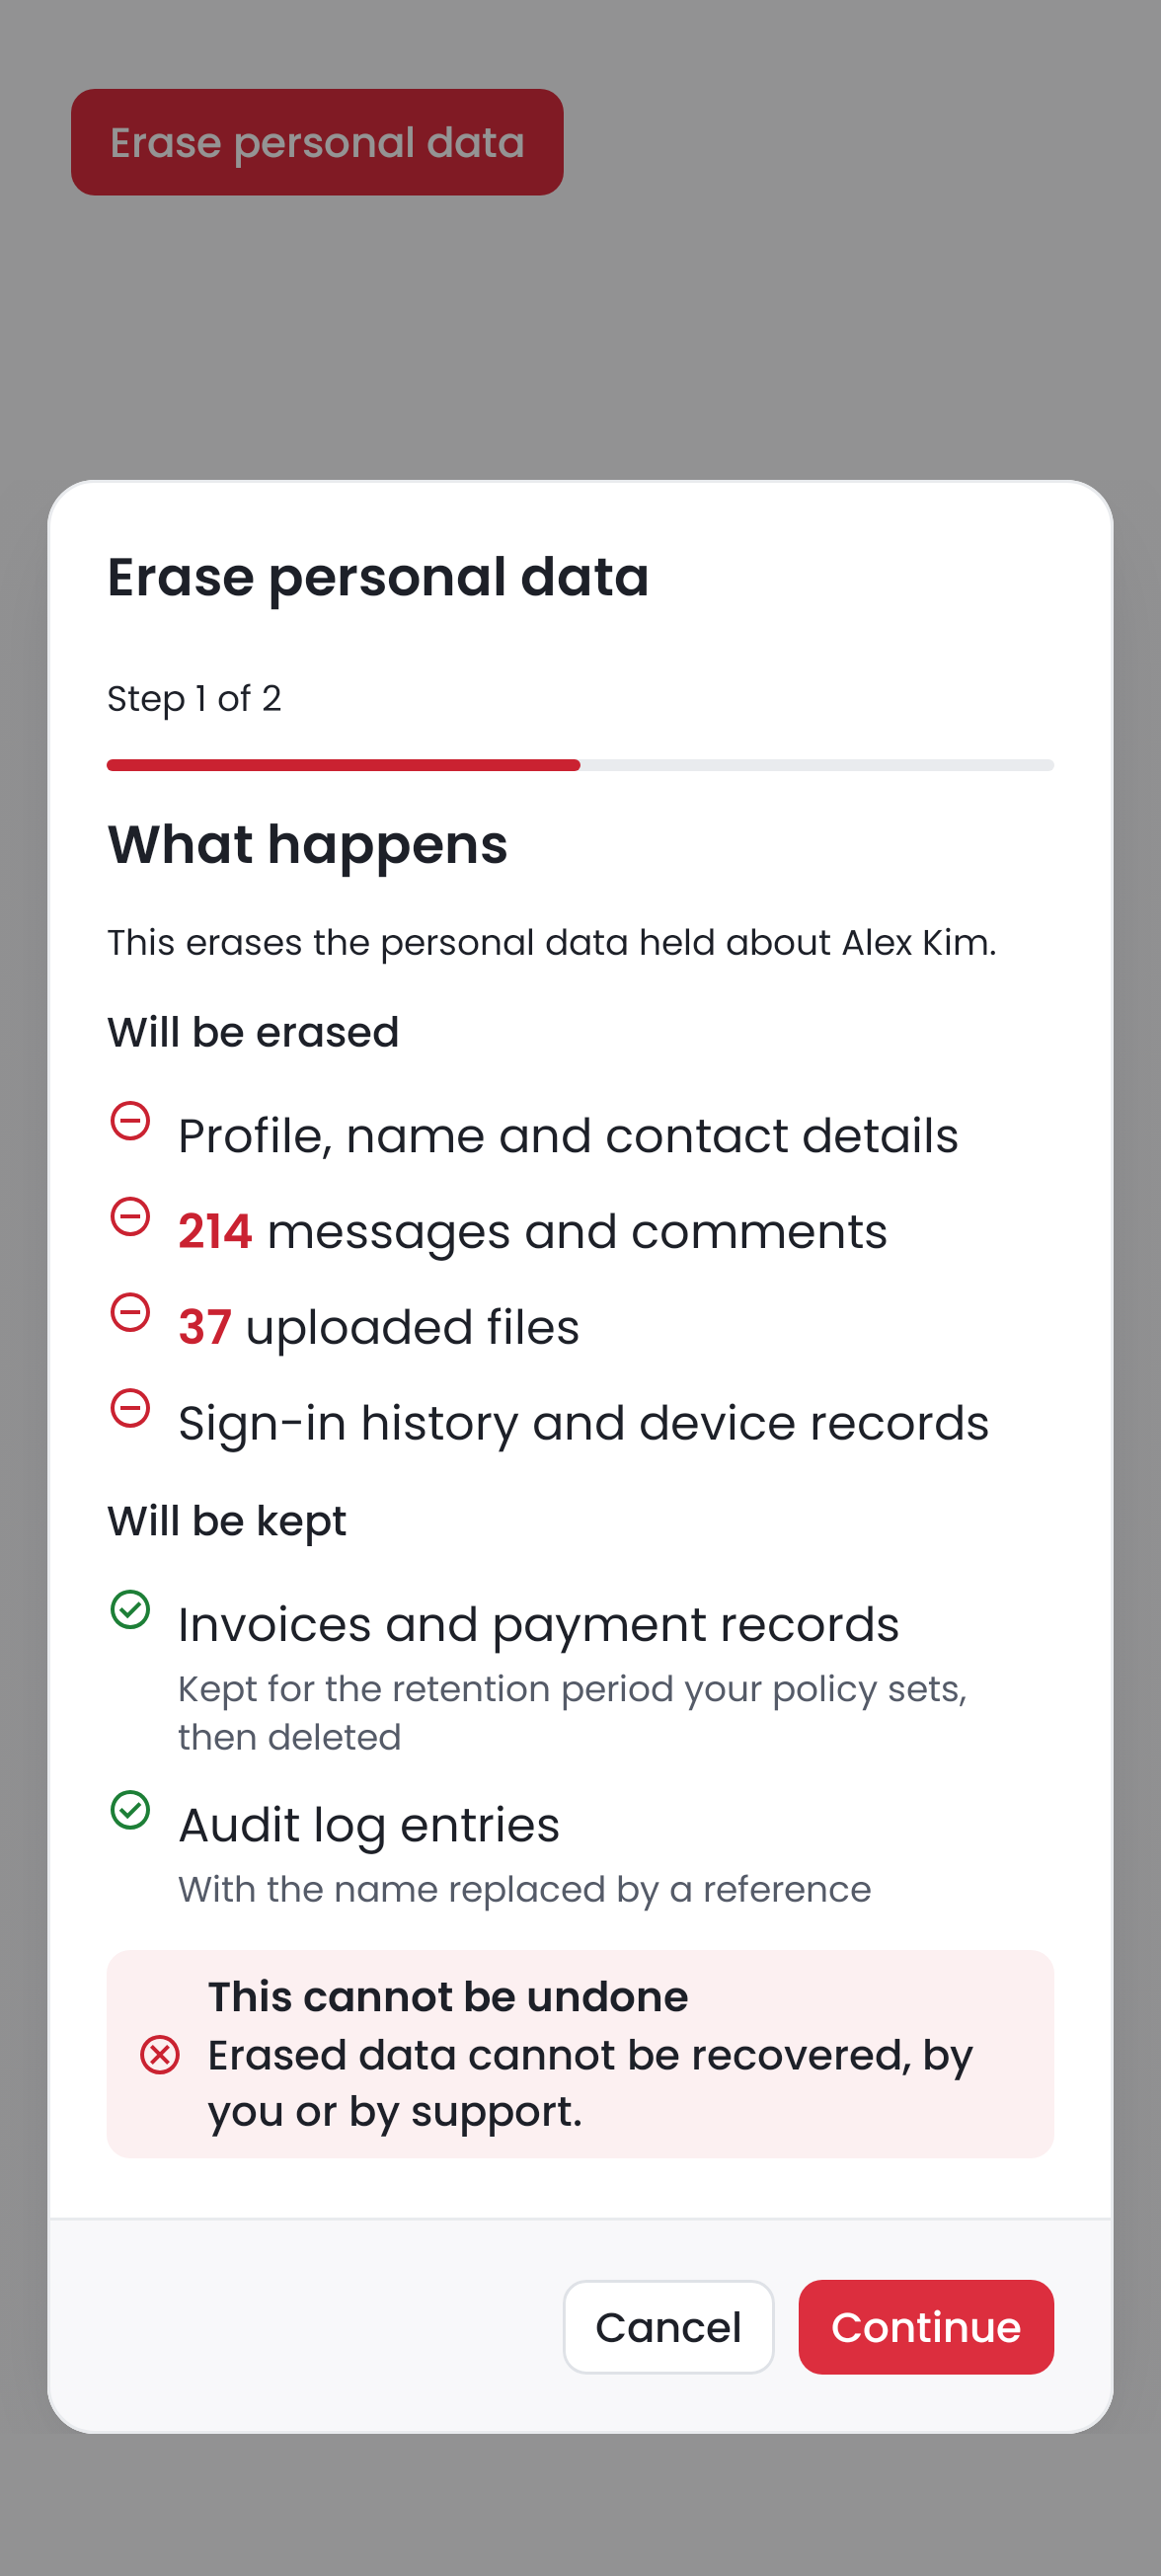 Erase personal data
Erase personal data
Step 1 of 2
What happens
This erases the personal data held about Alex Kim.
Will be erased
Profile, name and contact details
214 messages and comments
37 uploaded files
Sign-in history and device records
Will be kept
Invoices and payment records
Kept for the retention period your policy sets,
then deleted
Audit log entries
With the name replaced by a reference
This cannot be undone
Erased data cannot be recovered, by
you or by support.
Cancel
Continue